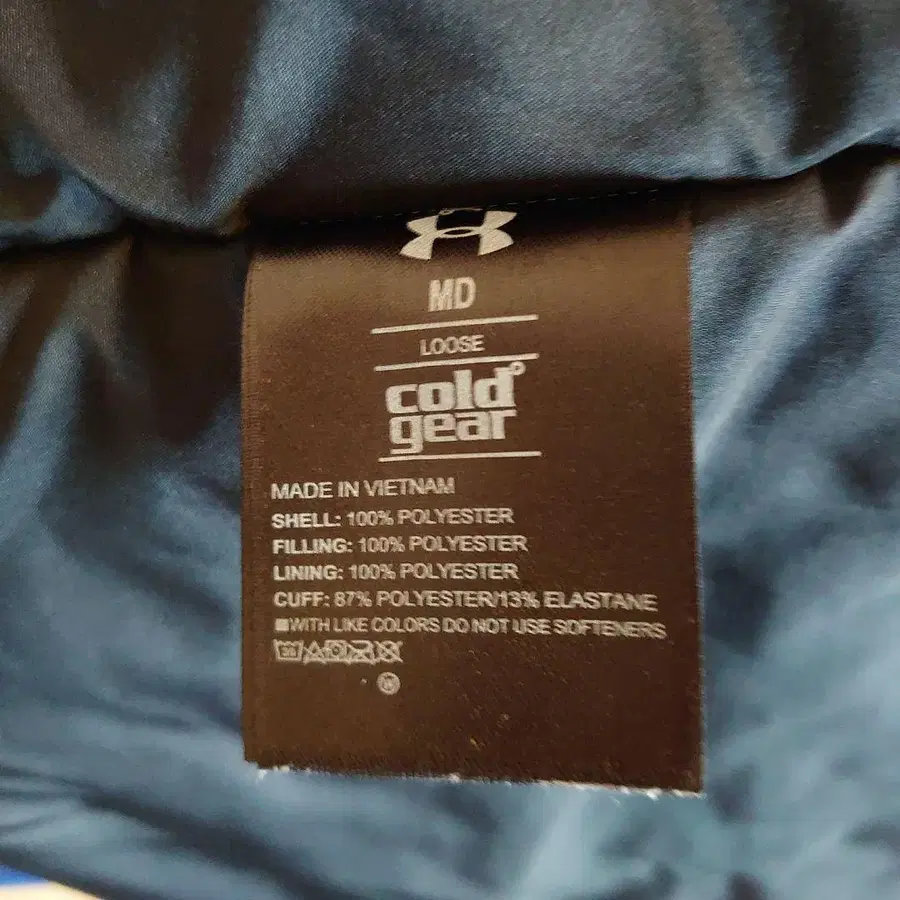 MD
LOOSE
cold
gear
MADE IN VIETNAM
SHELL: 100% POLYESTER
FILLING: 100% POLYESTER
LINING: 100% POLYESTER
CUFF: 87% POLYESTER/13% ELASTANE
■WITH LIKE COLORS DO NOT USE SOFTENERS